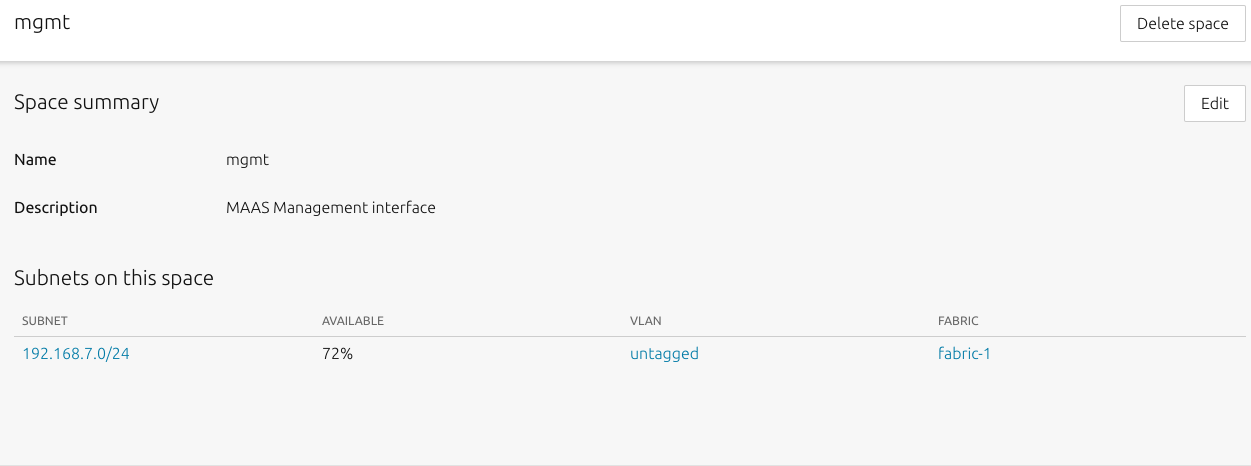 mgmt
Delete space
Space summary
Edit
Name mgmt
Description MAAS Management interface
Subnets on this space
SUBNET AVAILABLE VLAN FABRIC
192.168.7.0/24 72% untagged fabric-1